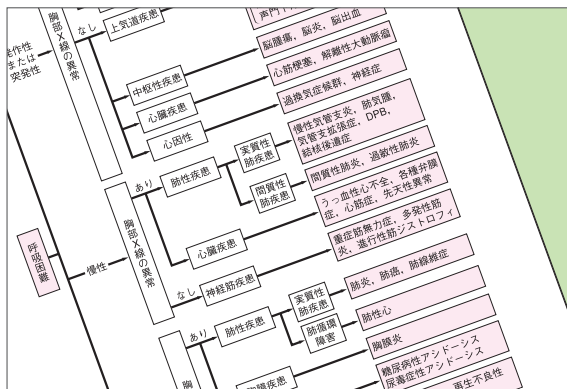 呼吸困難
発作性
または
突発性
胸部X線の異常
なし
上気道疾患
中枢性疾患
脳腫瘍，脳炎，脳出血
心臓疾患
心筋梗塞，解離性大動脈瘤
心因性
過換気症候群，神経症
慢性
胸部X線の異常
あり
肺性疾患
実質性
肺疾患
慢性気管支炎，肺気腫，
気管支拡張症，DPB，
結核後遺症
間質性
肺疾患
間質性肺炎，過敏性肺炎
心臓疾患
うっ血性心不全，各種弁膜
症，心筋症，先天性異常
なし
神経筋疾患
重症筋無力症，多発性筋
炎，進行性筋ジストロフィ
胸
あり
肺性疾患
実質性
肺疾患
肺炎，肺癌，肺線維症
肺循環
障害
肺性心
胸膜疾患
胸膜炎
糖尿病性アシドーシス
尿毒症性アシドーシス
再生不良性